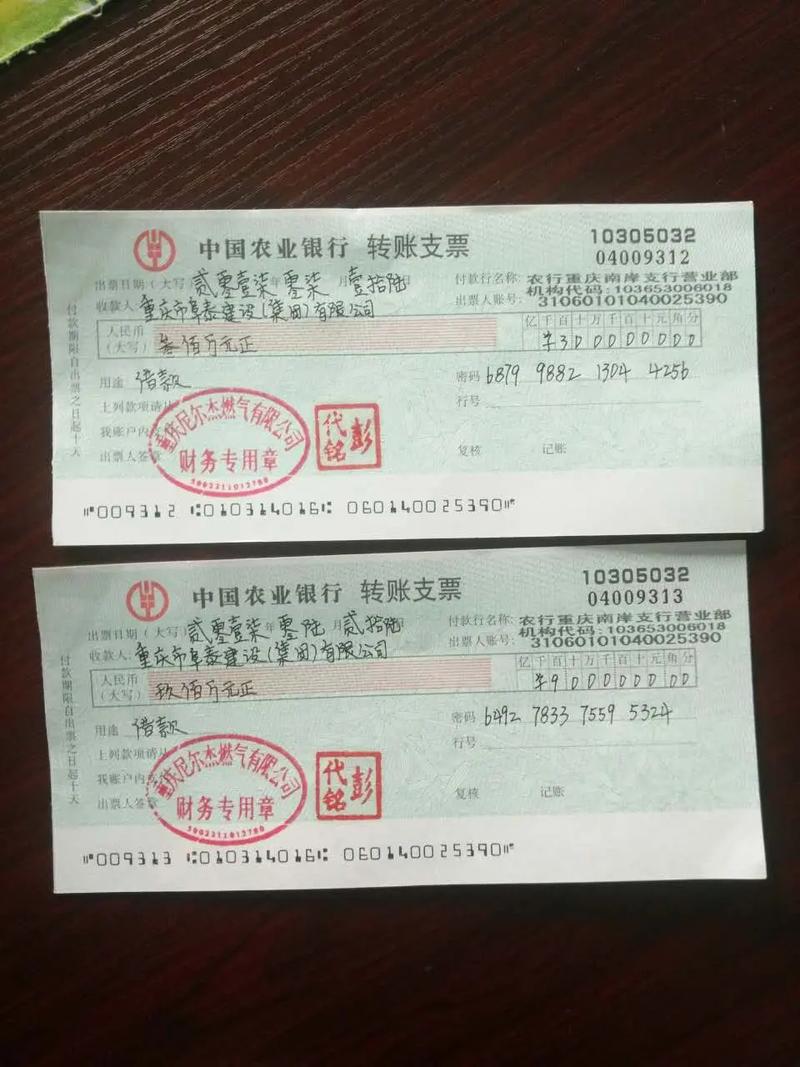 中国农业银行 转账支票
10305032
04009312
出票日期（大写）贰零壹柒年零柒月壹拾陆日
付款行名称：农行重庆南岸支行营业部
机构代码：103653006018
收款人：重庆市阜泰建设(集团)有限公司
出票人账号：31060101040025390
人民币
（大写）
叁佰万元正
亿千百十万千百十元角分
¥300000000
用途 借款
密码 6879 9882 1304 4256
上列款项请从
行号
我账户内
出票人签章
复核 记账
付款期限自出票之日起十天
重庆尼尔杰燃气有限公司
财务专用章
5002311012780
彭代铭
009312 010314016 060140025390
中国农业银行 转账支票
10305032
04009313
出票日期（大写）贰零壹柒年零陆月贰拾陆日
付款行名称：农行重庆南岸支行营业部
机构代码：103653006018
收款人：重庆市阜泰建设(集团)有限公司
出票人账号：31060101040025390
人民币
（大写）
玖佰万元正
亿千百十万千百十元角分
¥900000000
用途 借款
密码 6492 7833 7559 5324
上列款项请从
行号
我账户内
出票人签章
复核 记账
付款期限自出票之日起十天
重庆尼尔杰燃气有限公司
财务专用章
5002311012780
彭代铭
009313 010314016 060140025390